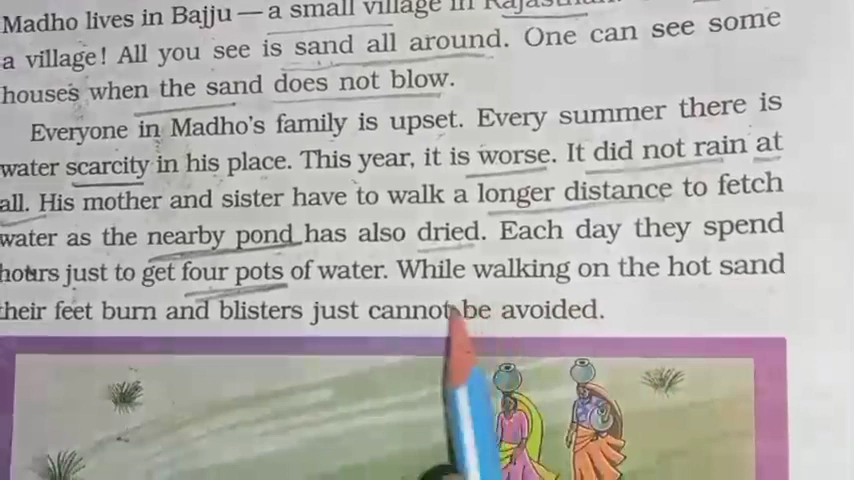 Madho lives in Bajju — a small village in Rajasthan.
a village! All you see is sand all around. One can see some
houses when the sand does not blow.
Everyone in Madho's family is upset. Every summer there is
water scarcity in his place. This year, it is worse. It did not rain at
all. His mother and sister have to walk a longer distance to fetch
water as the nearby pond has also dried. Each day they spend
hours just to get four pots of water. While walking on the hot sand
their feet burn and blisters just cannot be avoided.